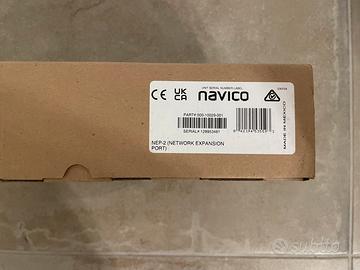 UNIT SERIAL NUMBER LABEL
CE UK CA navico
PART# 000-10029-001
SERIAL# 128953481
NEP-2 (NETWORK EXPANSION
PORT)
MADE IN MEXICO
subito